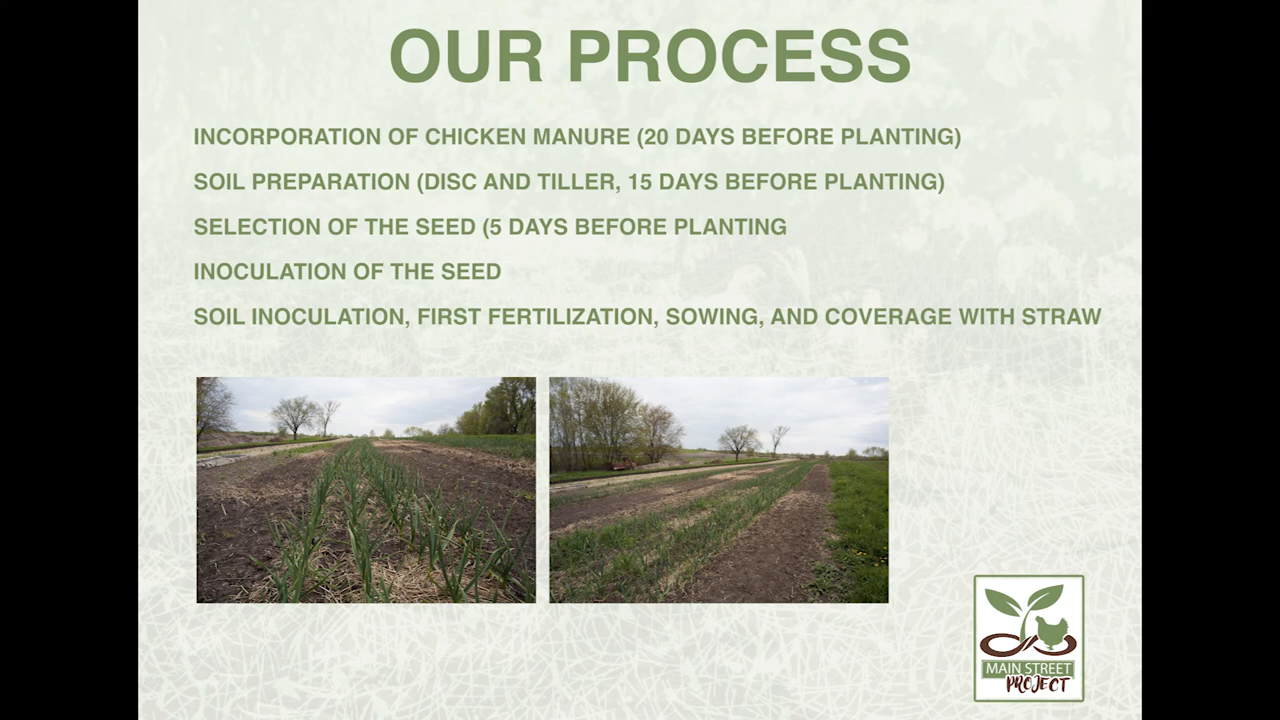 OUR PROCESS
INCORPORATION OF CHICKEN MANURE (20 DAYS BEFORE PLANTING)
SOIL PREPARATION (DISC AND TILLER, 15 DAYS BEFORE PLANTING)
SELECTION OF THE SEED (5 DAYS BEFORE PLANTING
INOCULATION OF THE SEED
SOIL INOCULATION, FIRST FERTILIZATION, SOWING, AND COVERAGE WITH STRAW
MAIN STREET
PROJECT